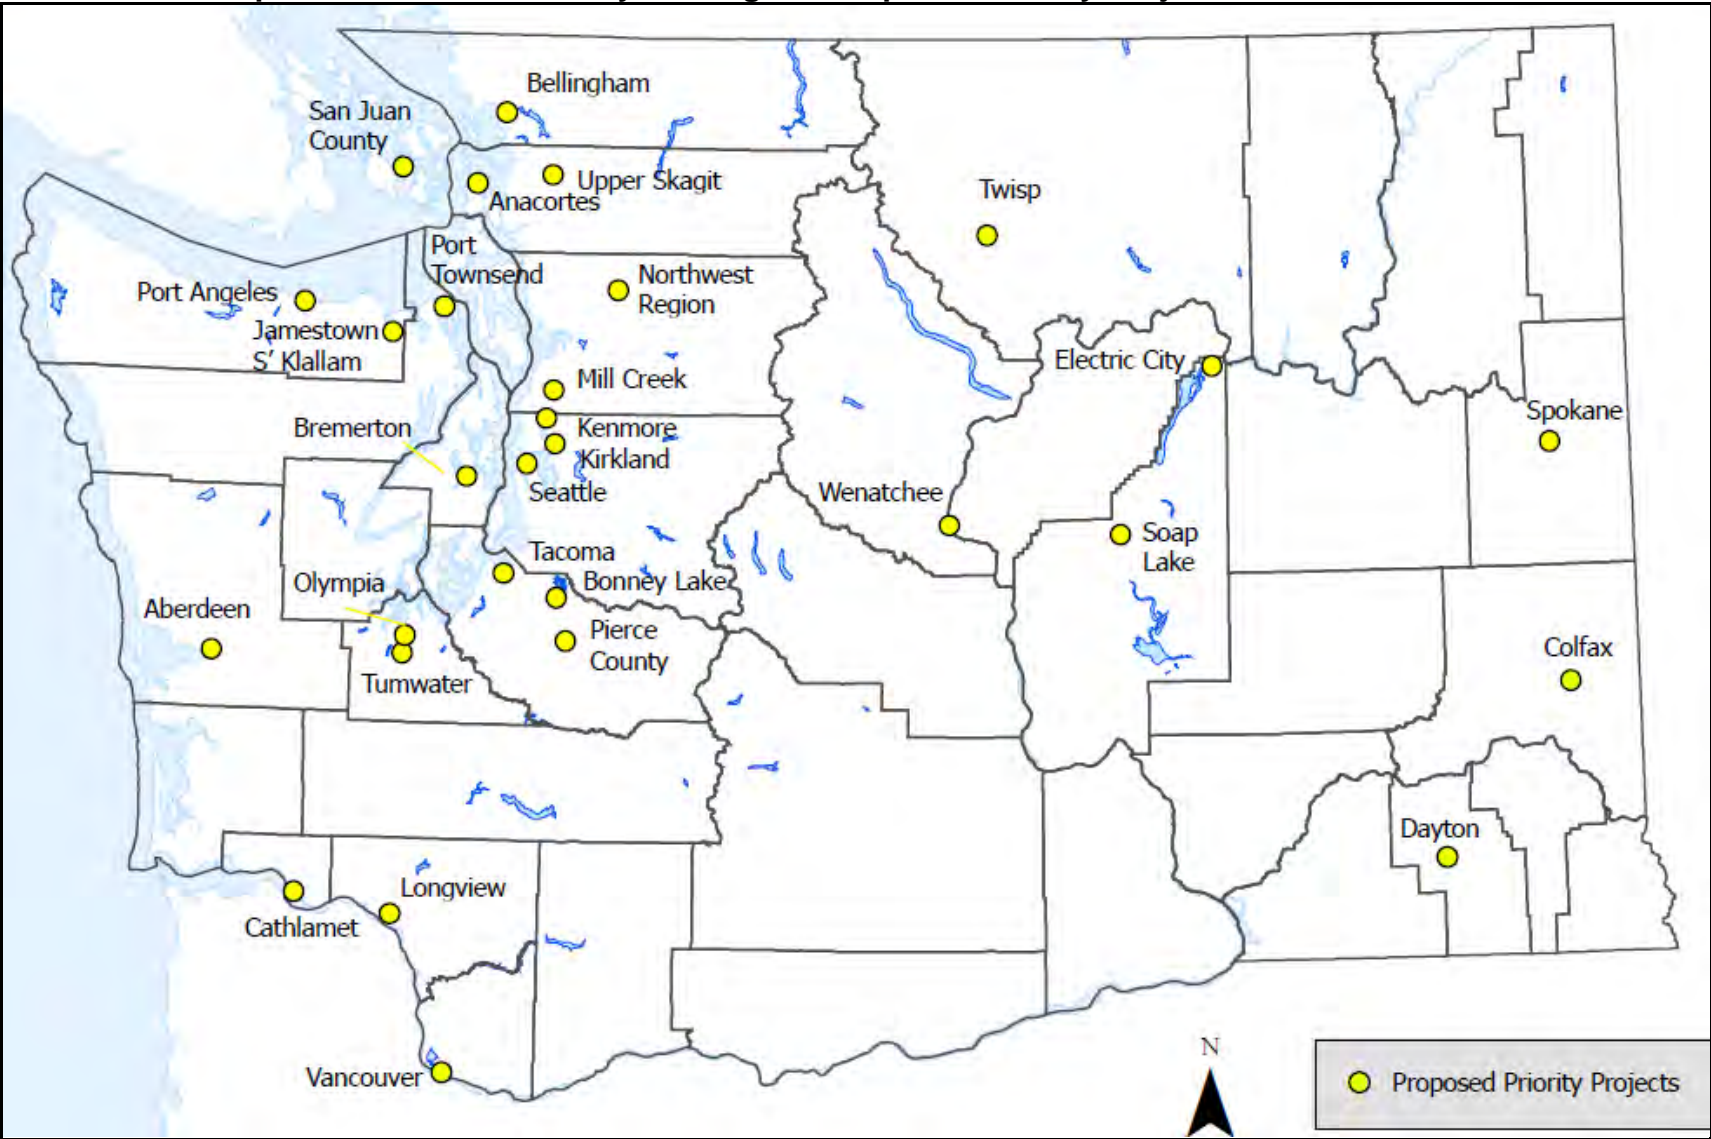 Bellingham
San Juan
County
Upper Skagit
Anacortes
Twisp
Port
Townsend
Northwest
Region
Port Angeles
Jamestown
S' Klallam
Electric City
Mill Creek
Spokane
Bremerton
Kenmore
Kirkland
Seattle
Wenatchee
Soap
Lake
Tacoma
Bonney Lake
Olympia
Aberdeen
Pierce
County
Colfax
Tumwater
Dayton
Longview
Cathlamet
Vancouver
N
Proposed Priority Projects